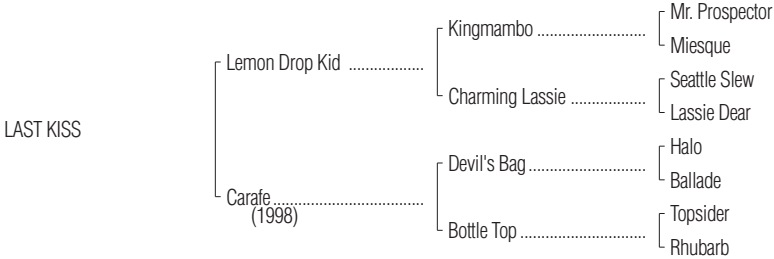 Mr. Prospector
Kingmambo ..........................
Miesque
Lemon Drop Kid ..................
Seattle Slew
Charming Lassie ..................
Lassie Dear
LAST KISS
Halo
Devil's Bag ............................
Ballade
Carafe ....................................
(1998)
Topsider
Bottle Top ..............................
Rhubarb